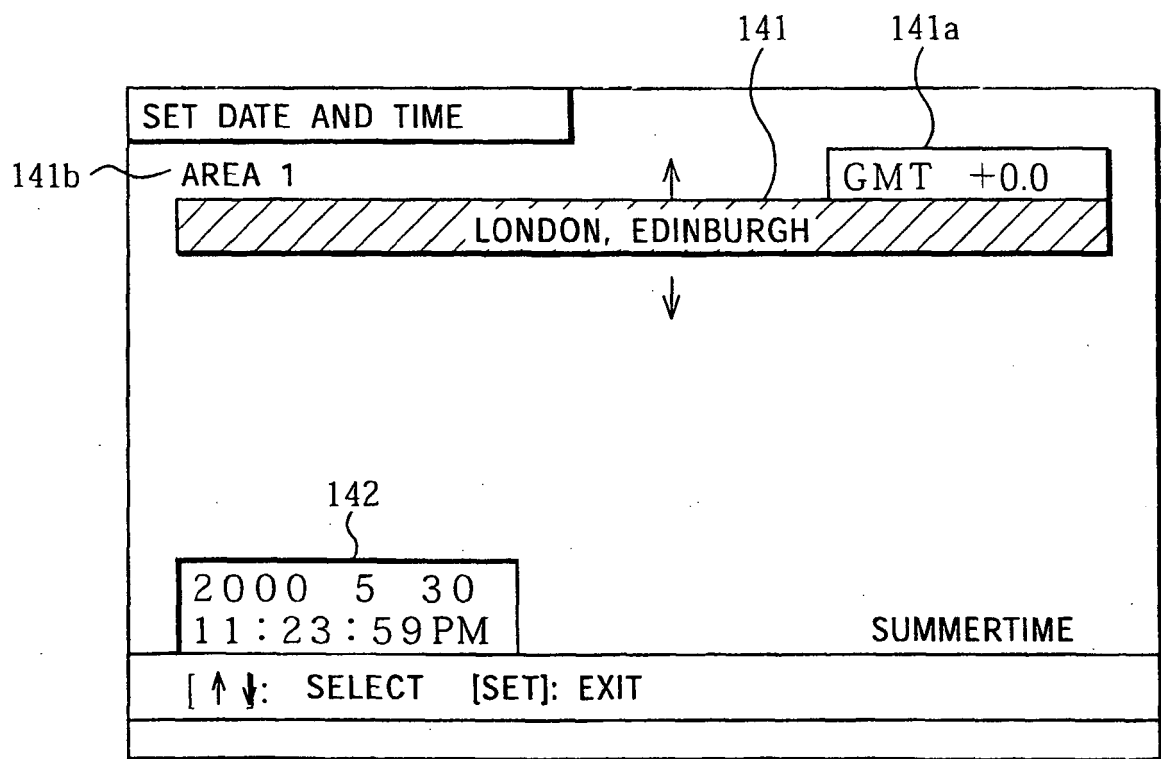 141 141a
SET DATE AND TIME
141b AREA 1 ↑ GMT +0.0
LONDON, EDINBURGH
↓
142
2000 5 30
11:23:59PM SUMMERTIME
[↑↓]: SELECT [SET]: EXIT